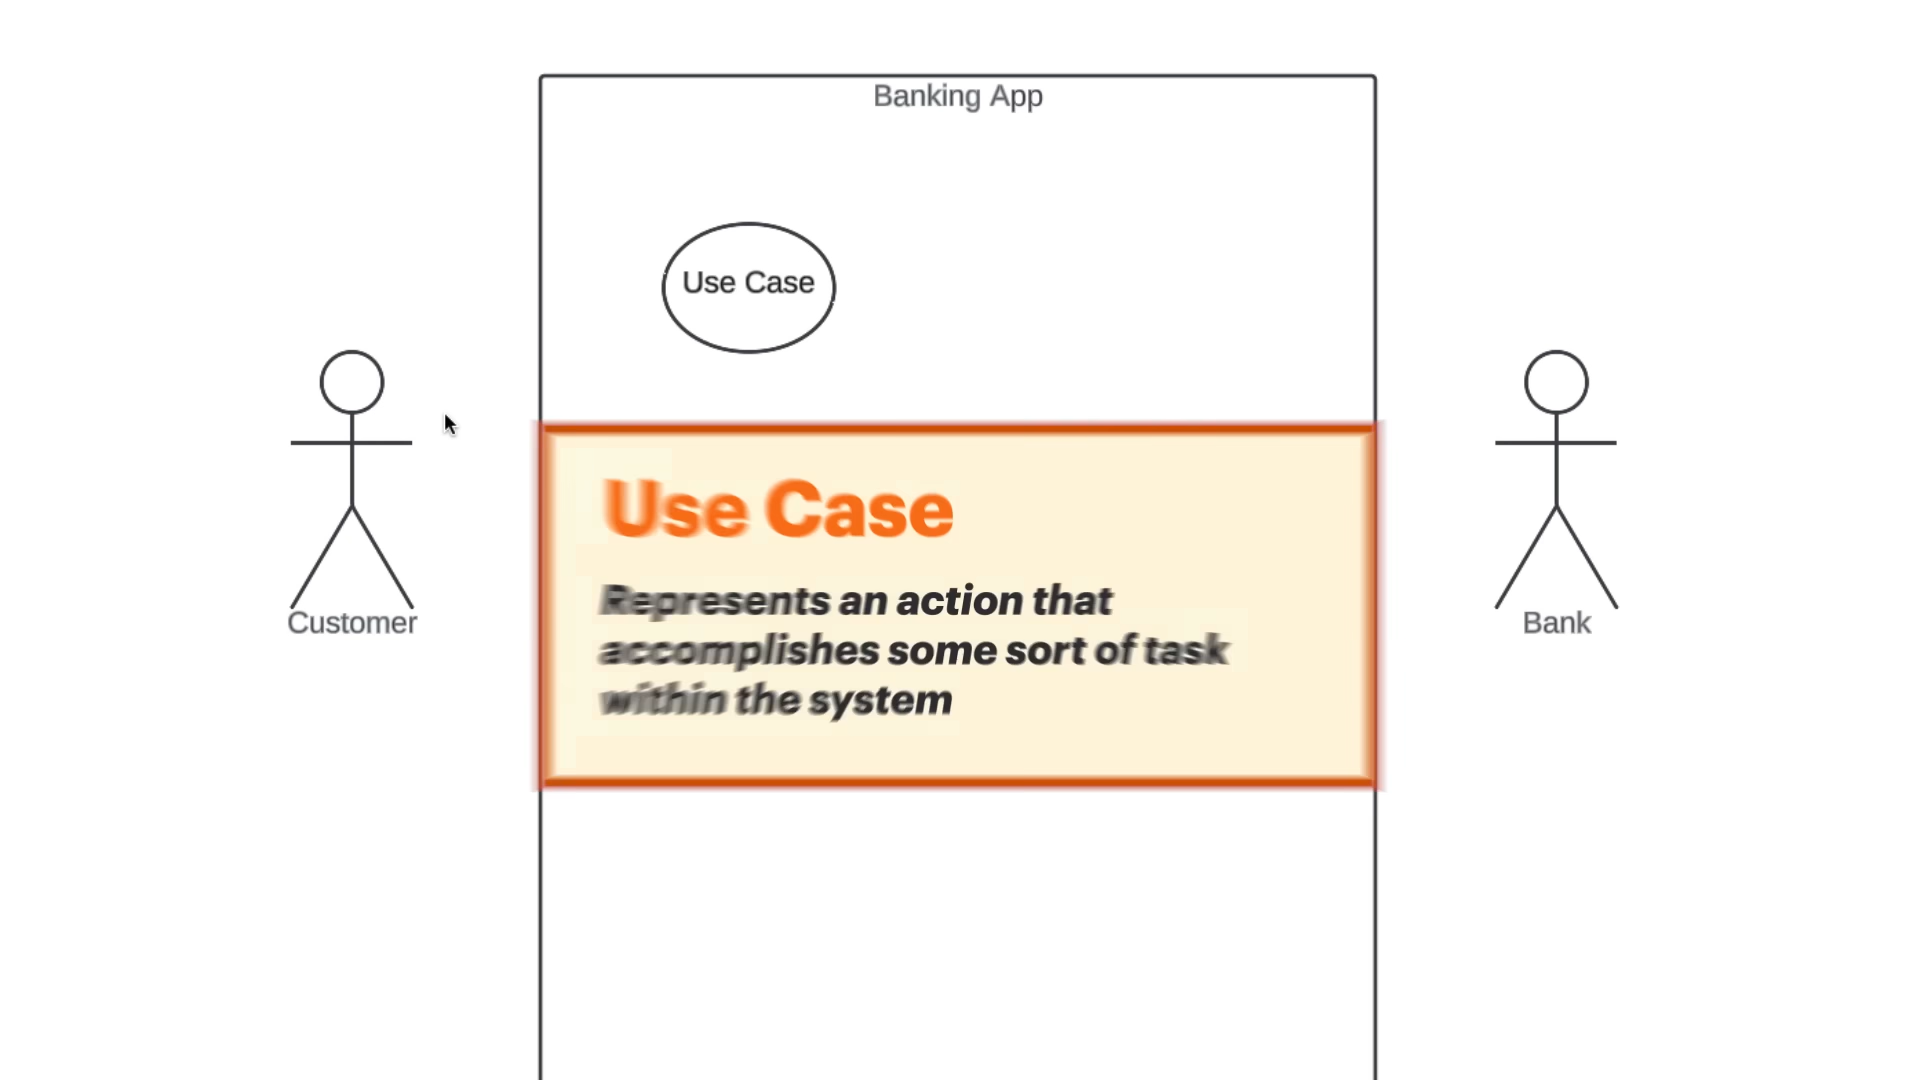 Banking App
Use Case
Customer
Bank
Use Case
Represents an action that
accomplishes some sort of task
within the system